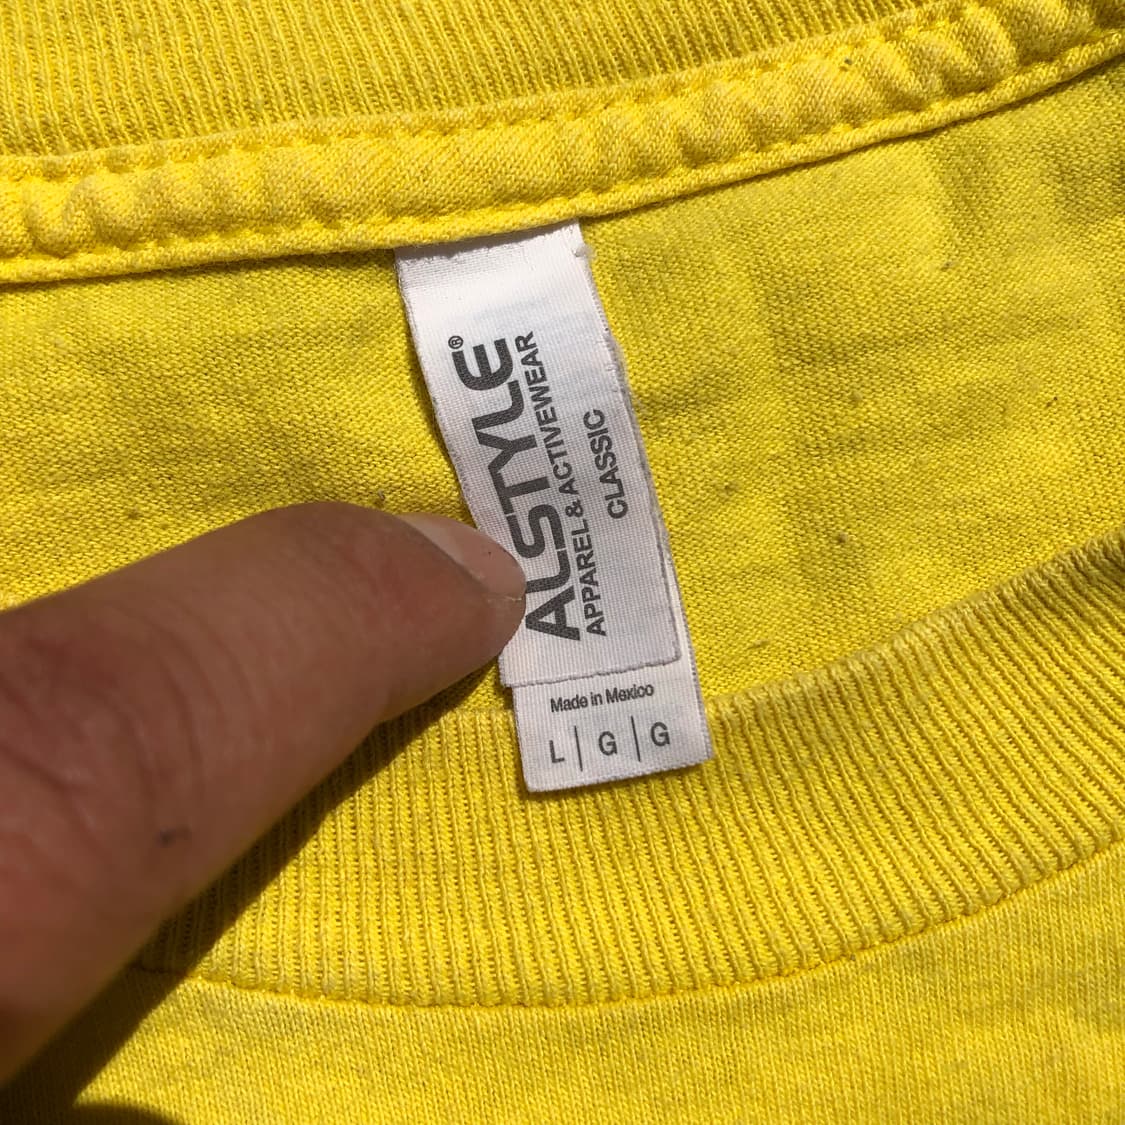 ALSTYLE®
APPAREL & ACTIVEWEAR
CLASSIC
Made in Mexico
L | G | G